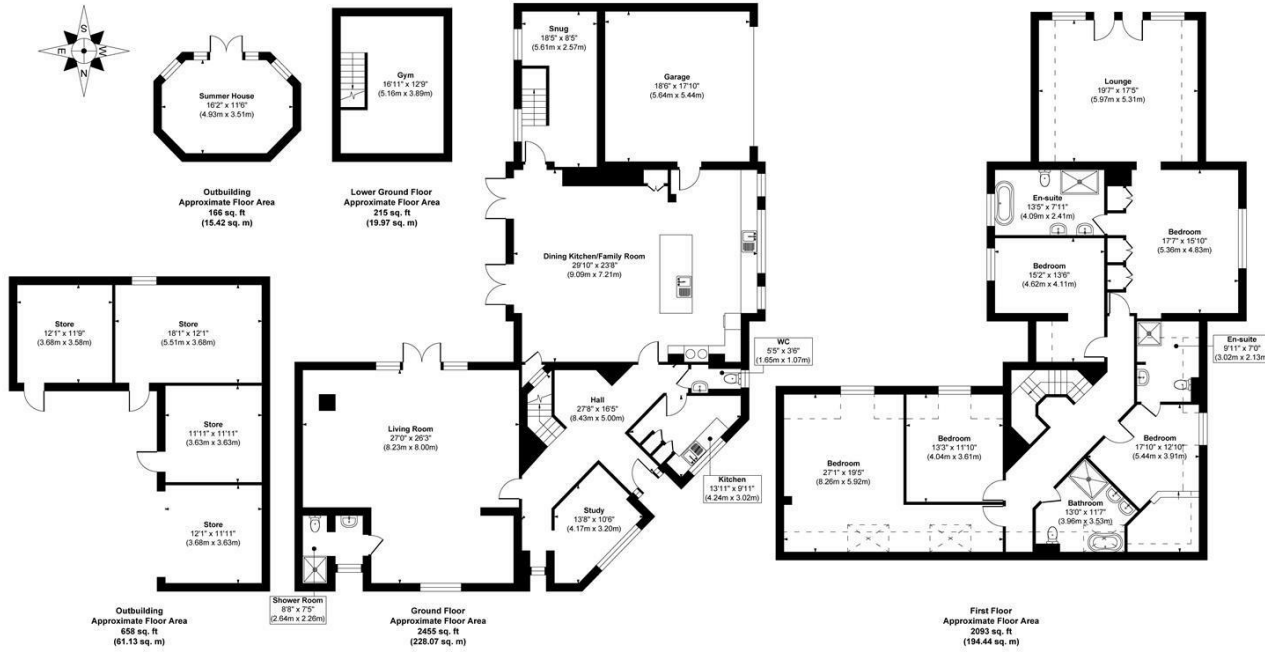 S
E
W
N
Summer House
16'2" x 11'6"
(4.93m x 3.51m)
Outbuilding
Approximate Floor Area
166 sq. ft
(15.42 sq. m)
Gym
16'11" x 12'9"
(5.16m x 3.89m)
Lower Ground Floor
Approximate Floor Area
215 sq. ft
(19.97 sq. m)
Store
12'1" x 11'9"
(3.68m x 3.58m)
Store
18'1" x 12'1"
(5.51m x 3.68m)
Store
11'11" x 11'11"
(3.63m x 3.63m)
Store
12'1" x 11'11"
(3.68m x 3.63m)
Outbuilding
Approximate Floor Area
658 sq. ft
(61.13 sq. m)
Snug
18'5" x 8'5"
(5.61m x 2.57m)
Garage
18'6" x 17'10"
(5.64m x 5.44m)
Dining Kitchen/Family Room
29'10" x 23'8"
(9.09m x 7.21m)
WC
5'5" x 3'6"
(1.65m x 1.07m)
Hall
27'8" x 16'5"
(8.43m x 5.00m)
Living Room
27'0" x 26'3"
(8.23m x 8.00m)
Kitchen
13'11" x 9'11"
(4.24m x 3.02m)
Study
13'8" x 10'6"
(4.17m x 3.20m)
Shower Room
8'8" x 7'5"
(2.64m x 2.26m)
Ground Floor
Approximate Floor Area
2455 sq. ft
(228.07 sq. m)
Lounge
19'7" x 17'5"
(5.97m x 5.31m)
En-suite
13'5" x 7'11"
(4.09m x 2.41m)
Bedroom
17'7" x 15'10"
(5.36m x 4.83m)
Bedroom
15'2" x 13'6"
(4.62m x 4.11m)
En-suite
9'11" x 7'0"
(3.02m x 2.13m)
Bedroom
27'1" x 19'5"
(8.26m x 5.92m)
Bedroom
13'3" x 11'10"
(4.04m x 3.61m)
Bedroom
17'10" x 12'10"
(5.44m x 3.91m)
Bathroom
13'0" x 11'7"
(3.96m x 3.53m)
First Floor
Approximate Floor Area
2093 sq. ft
(194.44 sq. m)